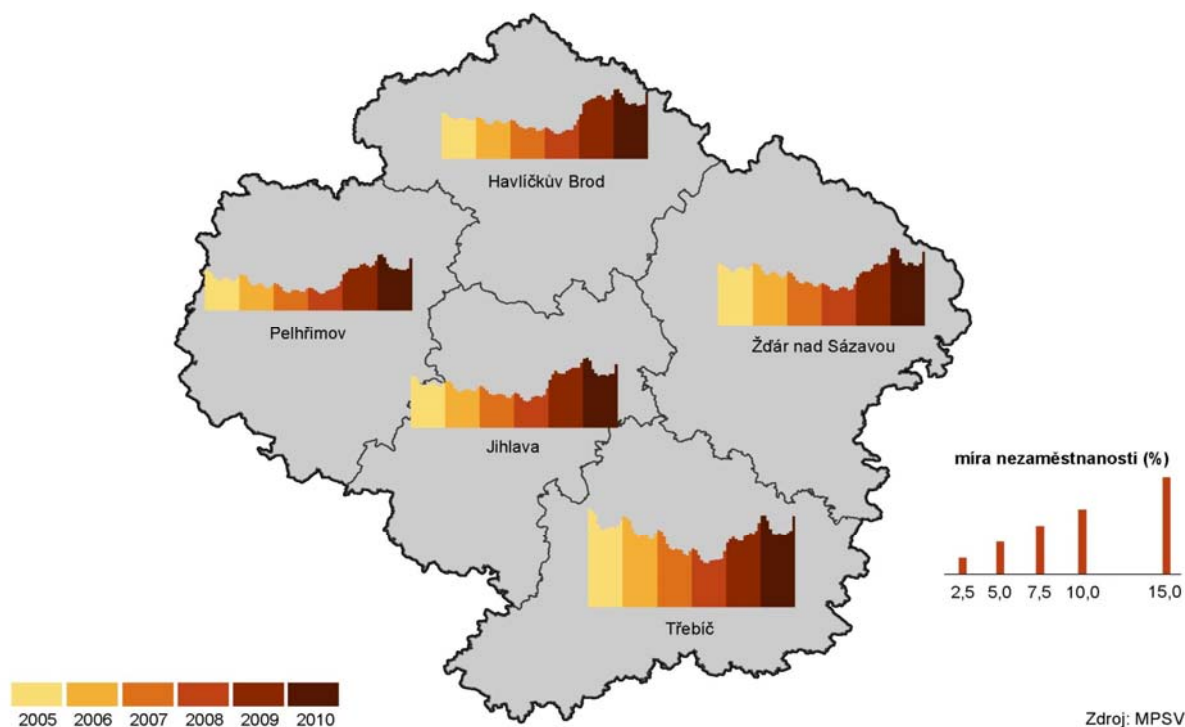 Havlíčkův Brod
Pelhřimov
Žďár nad Sázavou
Jihlava
míra nezaměstnanosti (%)
2,5 5,0 7,5 10,0 15,0
Třebíč
2005 2006 2007 2008 2009 2010
Zdroj: MPSV